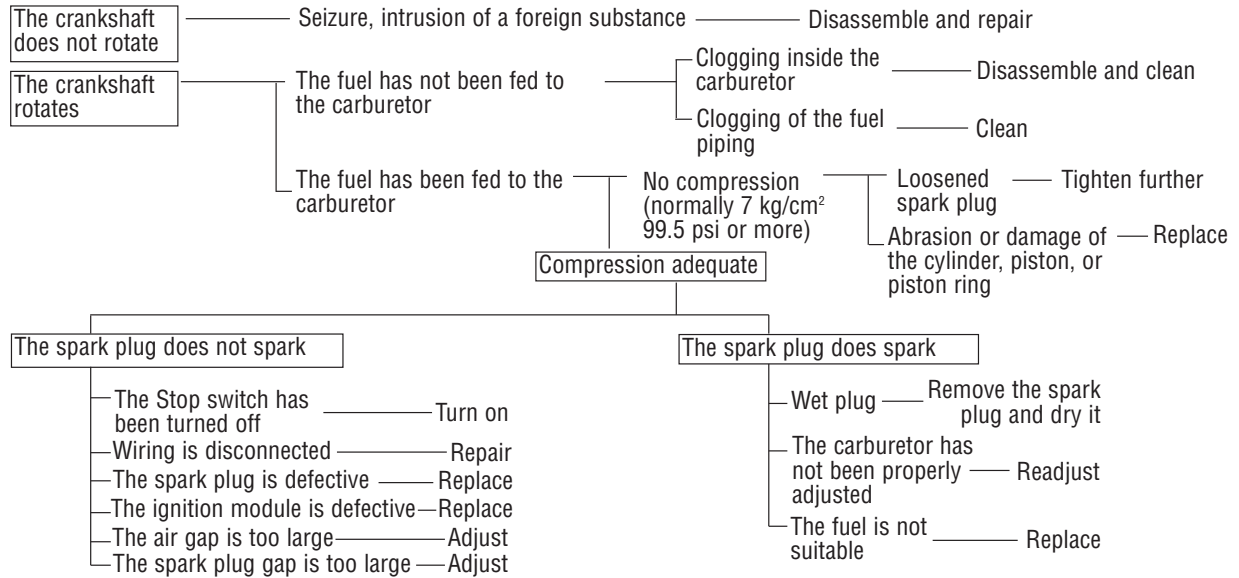 The crankshaft
does not rotate
Seizure, intrusion of a foreign substance
Disassemble and repair
The crankshaft
rotates
The fuel has not been fed to
the carburetor
Clogging inside the
carburetor
Disassemble and clean
Clogging of the fuel
piping
Clean
The fuel has been fed to the
carburetor
No compression
(normally 7 kg/cm²
99.5 psi or more)
Loosened
spark plug
Tighten further
Abrasion or damage of
the cylinder, piston, or
piston ring
Replace
Compression adequate
The spark plug does not spark
The Stop switch has
been turned off
Turn on
Wiring is disconnected
Repair
The spark plug is defective
Replace
The ignition module is defective
Replace
The air gap is too large
Adjust
The spark plug gap is too large
Adjust
The spark plug does spark
Wet plug
Remove the spark
plug and dry it
The carburetor has
not been properly
adjusted
Readjust
The fuel is not
suitable
Replace